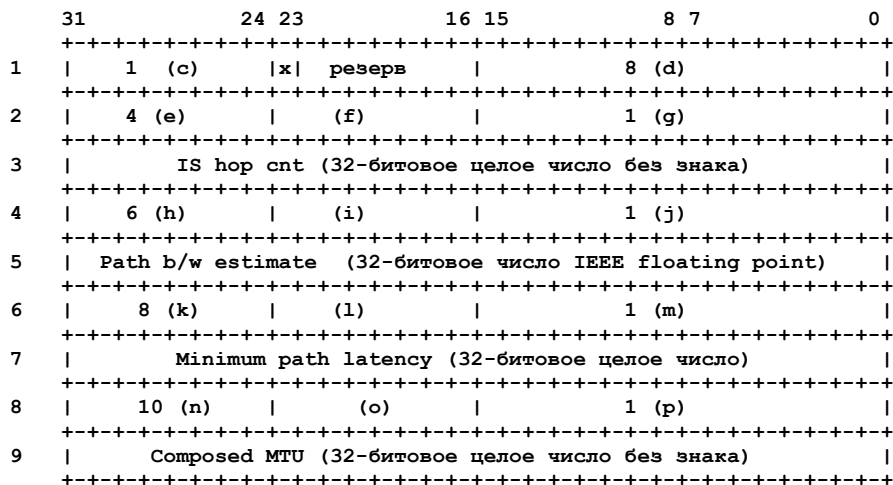 31 24 23 16 15 8 7 0
+-+-+-+-+-+-+-+-+-+-+-+-+-+-+-+-+-+-+-+-+-+-+-+-+-+-+-+-+-+-+-+-+
1 | 1 (c) |x| резерв | 8 (d) |
+-+-+-+-+-+-+-+-+-+-+-+-+-+-+-+-+-+-+-+-+-+-+-+-+-+-+-+-+-+-+-+-+
2 | 4 (e) | (f) | 1 (g) |
+-+-+-+-+-+-+-+-+-+-+-+-+-+-+-+-+-+-+-+-+-+-+-+-+-+-+-+-+-+-+-+-+
3 | IS hop cnt (32-битовое целое число без знака) |
+-+-+-+-+-+-+-+-+-+-+-+-+-+-+-+-+-+-+-+-+-+-+-+-+-+-+-+-+-+-+-+-+
4 | 6 (h) | (i) | 1 (j) |
+-+-+-+-+-+-+-+-+-+-+-+-+-+-+-+-+-+-+-+-+-+-+-+-+-+-+-+-+-+-+-+-+
5 | Path b/w estimate (32-битовое число IEEE floating point) |
+-+-+-+-+-+-+-+-+-+-+-+-+-+-+-+-+-+-+-+-+-+-+-+-+-+-+-+-+-+-+-+-+
6 | 8 (k) | (l) | 1 (m) |
+-+-+-+-+-+-+-+-+-+-+-+-+-+-+-+-+-+-+-+-+-+-+-+-+-+-+-+-+-+-+-+-+
7 | Minimum path latency (32-битовое целое число) |
+-+-+-+-+-+-+-+-+-+-+-+-+-+-+-+-+-+-+-+-+-+-+-+-+-+-+-+-+-+-+-+-+
8 | 10 (n) | (o) | 1 (p) |
+-+-+-+-+-+-+-+-+-+-+-+-+-+-+-+-+-+-+-+-+-+-+-+-+-+-+-+-+-+-+-+-+
9 | Composed MTU (32-битовое целое число без знака) |
+-+-+-+-+-+-+-+-+-+-+-+-+-+-+-+-+-+-+-+-+-+-+-+-+-+-+-+-+-+-+-+-+